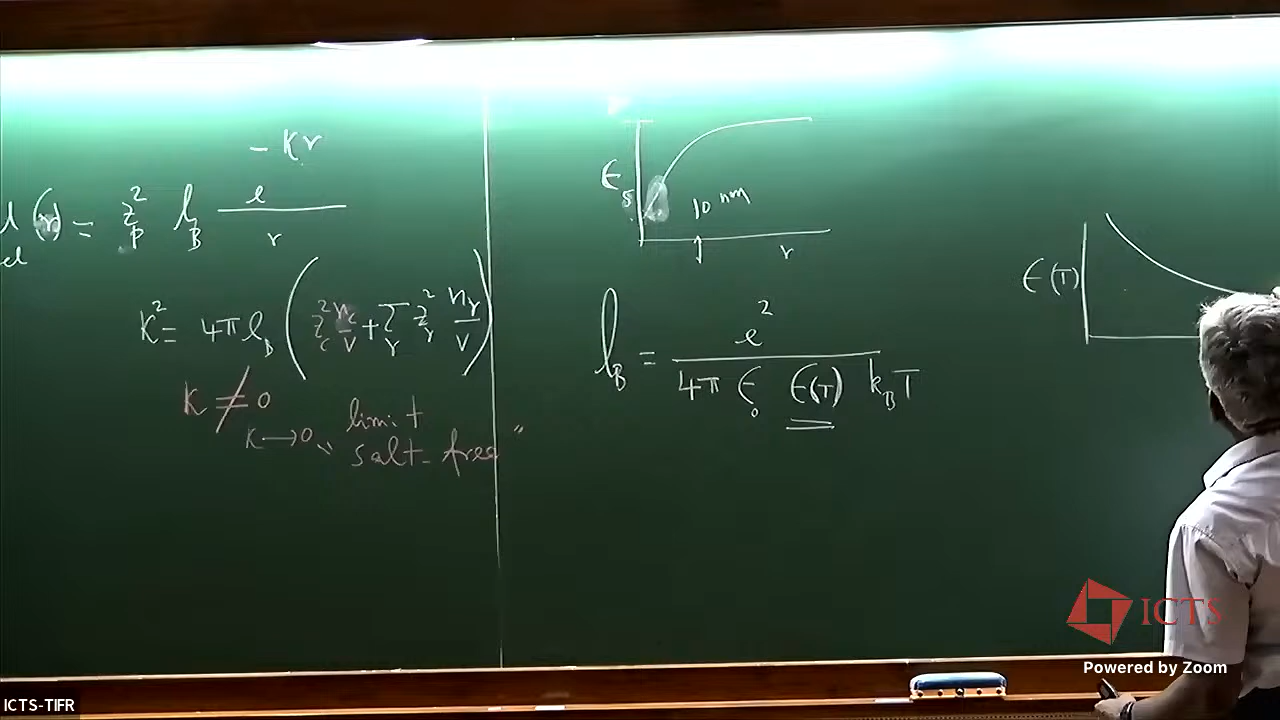 (r) = z_p^2 l_B e^{-κr} / r
κ^2 = 4π l_B ( z_c^2 n_c/V + Σ_γ z_γ^2 n_γ/V )
κ ≠ 0
κ → 0 limit
"salt-free"
ϵ
10 nm
r
l_B = e^2 / 4π ϵ_0 ϵ(T) k_B T
ϵ(T)
ICTS
Powered by Zoom
ICTS-TIFR